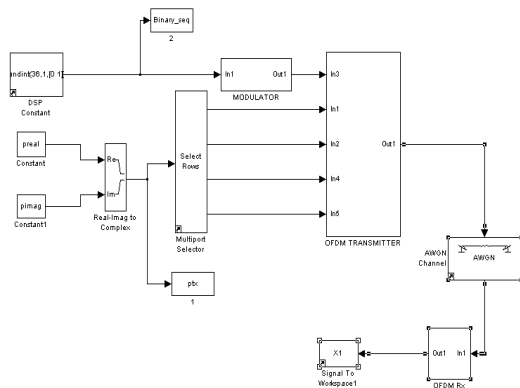 Binary_seq
2
andint(36,1,[0 1]
DSP
Constant
In1 Out1
MODULATOR
In3
In1
In2
In4
In5
Out1
OFDM TRANSMITTER
preal
Constant
pimag
Constant1
Re
Im
Real-Imag to
Complex
Select
Rows
Multiport
Selector
ptx
1
AWGN
Channel
AWGN
X1
Signal To
Workspace1
Out1 In1
OFDM Rx